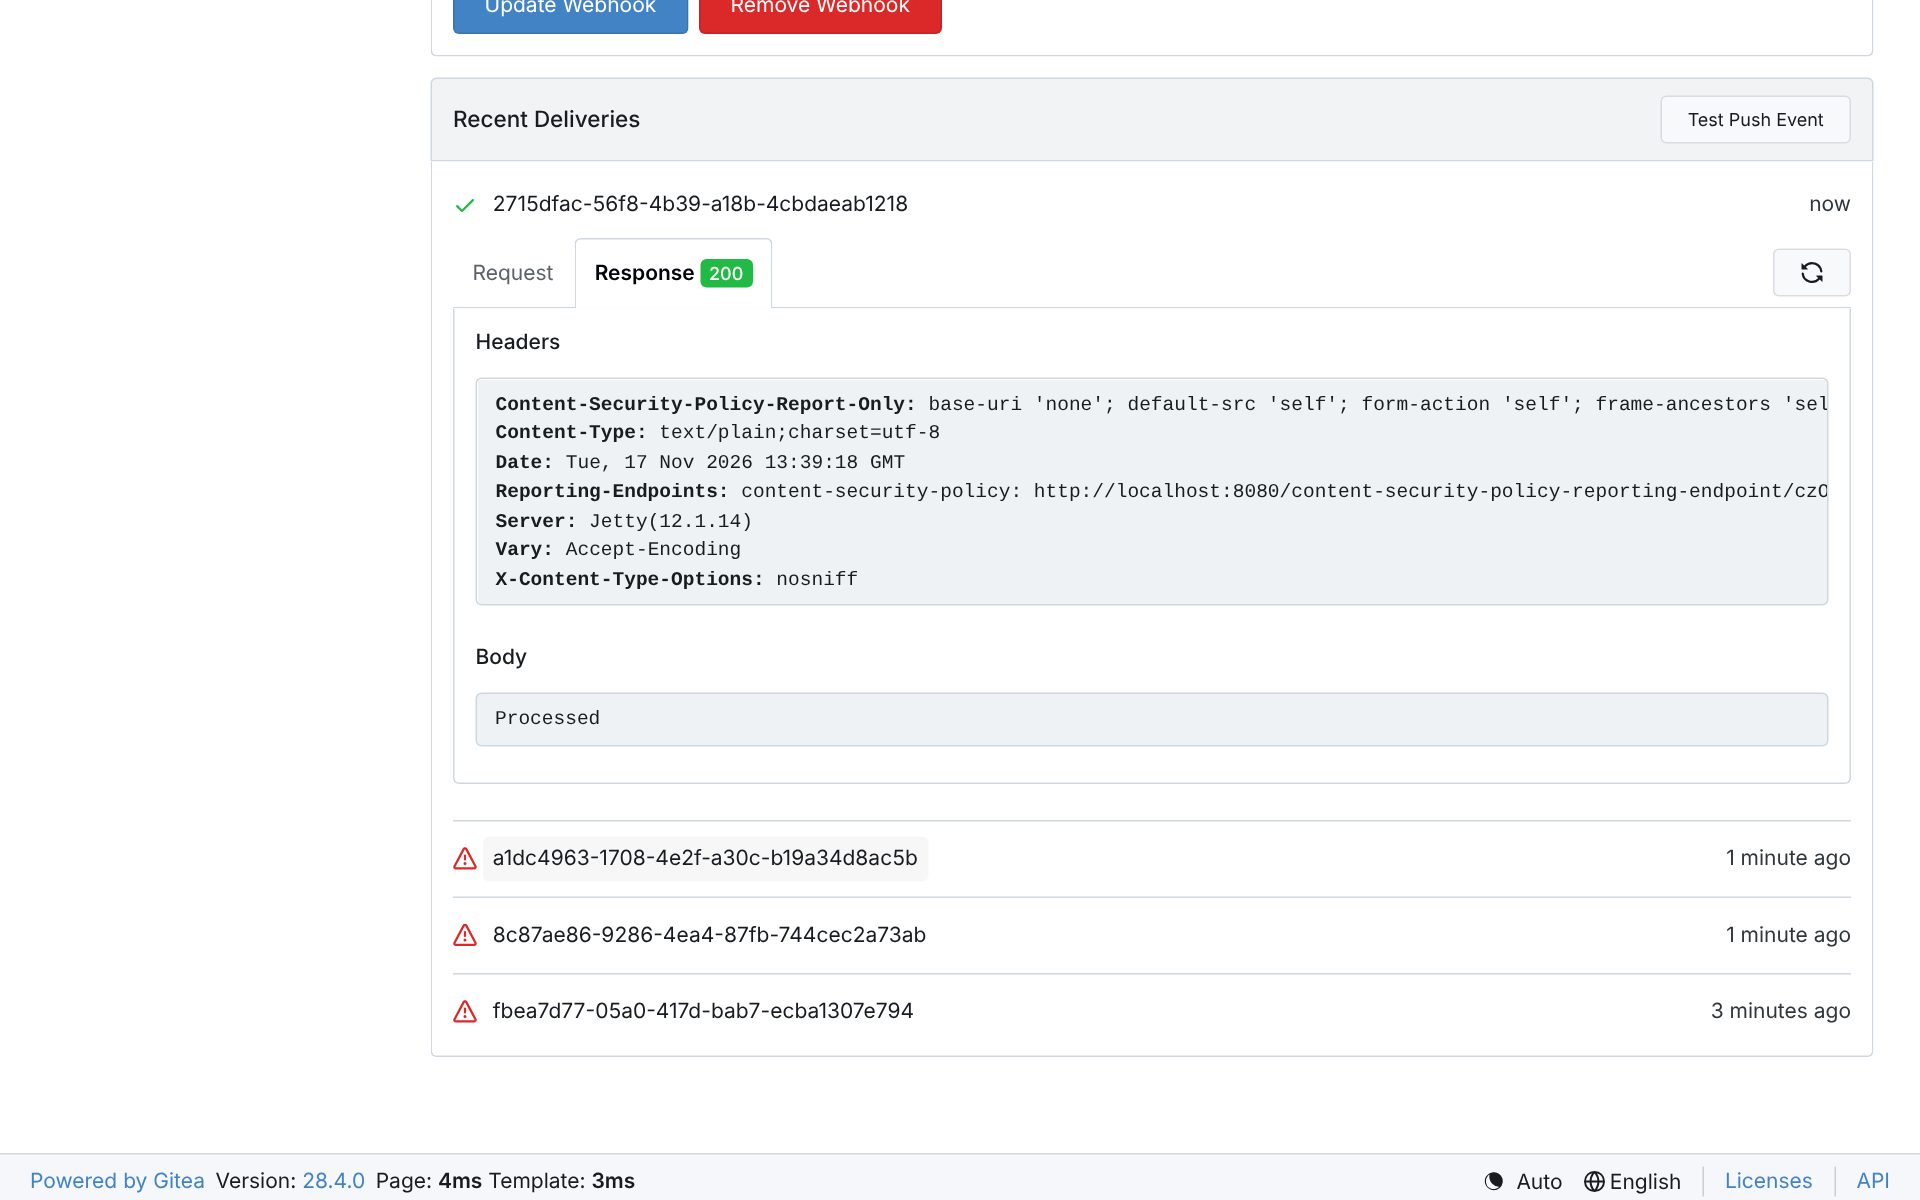 Update Webhook Remove Webhook
Recent Deliveries Test Push Event
2715dfac-56f8-4b39-a18b-4cbdaeab1218 now
Request Response 200
Headers
Content-Security-Policy-Report-Only: base-uri 'none'; default-src 'self'; form-action 'self'; frame-ancestors 'sel
Content-Type: text/plain;charset=utf-8
Date: Tue, 17 Nov 2026 13:39:18 GMT
Reporting-Endpoints: content-security-policy: http://localhost:8080/content-security-policy-reporting-endpoint/czO
Server: Jetty(12.1.14)
Vary: Accept-Encoding
X-Content-Type-Options: nosniff
Body
Processed
a1dc4963-1708-4e2f-a30c-b19a34d8ac5b 1 minute ago
8c87ae86-9286-4ea4-87fb-744cec2a73ab 1 minute ago
fbea7d77-05a0-417d-bab7-ecba1307e794 3 minutes ago
Powered by Gitea Version: 28.4.0 Page: 4ms Template: 3ms Auto English Licenses API